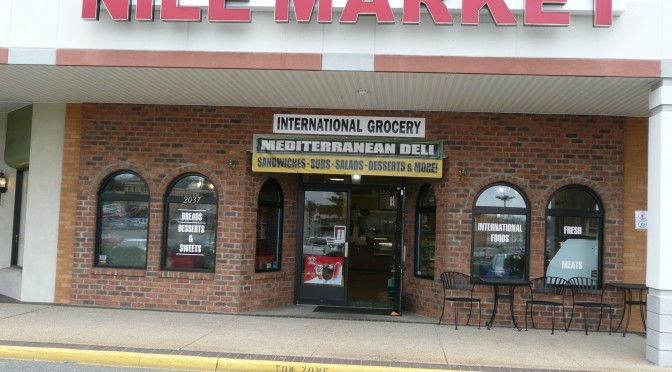 NILE MARKET
INTERNATIONAL GROCERY
MEDITERRANEAN DELI
SANDWICHES · SUBS · SALADS · DESSERTS & MORE!
2037
BREADS
DESSERTS
&
SWEETS
INTERNATIONAL
FOODS
FRESH
MEATS
TOW ZONE